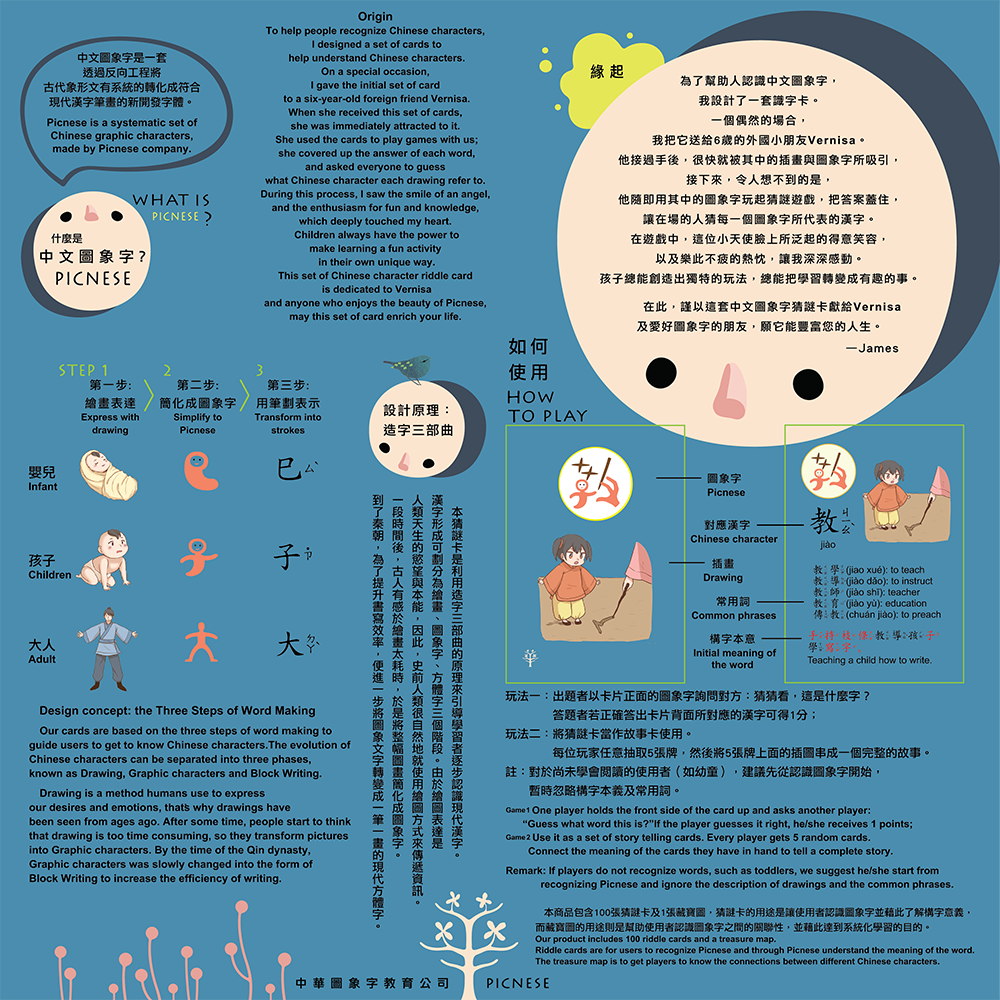 中文圖象字是一套
透過反向工程將
古代象形文有系統的轉化成符合
現代漢字筆畫的新開發字體。
Picnese is a systematic set of
Chinese graphic characters,
made by Picnese company.
WHAT IS
PICNESE ?
什麼是
中文圖象字?
PICNESE
Origin
To help people recognize Chinese characters,
I designed a set of cards to
help understand Chinese characters.
On a special occasion,
I gave the initial set of card
to a six-year-old foreign friend Vernisa.
When she received this set of cards,
she was immediately attracted to it.
She used the cards to play games with us;
she covered up the answer of each word,
and asked everyone to guess
what Chinese character each drawing refer to.
During this process, I saw the smile of an angel,
and the enthusiasm for fun and knowledge,
which deeply touched my heart.
Children always have the power to
make learning a fun activity
in their own unique way.
This set of Chinese character riddle card
is dedicated to Vernisa
and anyone who enjoys the beauty of Picnese,
may this set of card enrich your life.
緣起
為了幫助人認識中文圖象字，
我設計了一套識字卡。
一個偶然的場合，
我把它送給6歲的外國小朋友Vernisa。
他接過手後，很快就被其中的插畫與圖象字所吸引，
接下來，令人想不到的是，
他隨即用其中的圖象字玩起猜謎遊戲，把答案蓋住，
讓在場的人猜每一個圖象字所代表的漢字。
在遊戲中，這位小天使臉上所泛起的得意笑容，
以及樂此不疲的熱忱，讓我深深感動。
孩子總能創造出獨特的玩法，總能把學習轉變成有趣的事。
在此，謹以這套中文圖象字猜謎卡獻給Vernisa
及愛好圖象字的朋友，願它能豐富您的人生。
—James
STEP 1
第一步:
繪畫表達
Express with
drawing
2
第二步:
簡化成圖象字
Simplify to
Picnese
3
第三步:
用筆劃表示
Transform into
strokes
嬰兒
Infant
巳ㄙˋ
孩子
Children
子ㄗˇ
大人
Adult
大ㄉㄚˋ
設計原理：
造字三部曲
本猜謎卡是利用造字三部曲的原理來引導學習者逐步認識現代漢字。
漢字形成可劃分為繪畫、圖象字、方體字三個階段。由於繪圖表達是
人類天生的慾望與本能，因此，史前人類很自然地就使用繪圖方式來傳遞資訊。
一段時間後，古人有感於繪畫太耗時，於是將整幅圖畫簡化成圖象字。
到了秦朝，為了提升書寫效率，便進一步將圖象文字轉變成一筆一畫的現代方體字。
Design concept: the Three Steps of Word Making
Our cards are based on the three steps of word making to
guide users to get to know Chinese characters.The evolution of
Chinese characters can be separated into three phases,
known as Drawing, Graphic characters and Block Writing.
Drawing is a method humans use to express
our desires and emotions, thats why drawings have
been seen from ages ago. After some time, people start to think
that drawing is too time consuming, so they transform pictures
into Graphic characters. By the time of the Qin dynasty,
Graphic characters was slowly changed into the form of
Block Writing to increase the efficiency of writing.
如何
使用
HOW
TO PLAY
圖象字
Picnese
對應漢字
Chinese character
插畫
Drawing
常用詞
Common phrases
構字本意
Initial meaning of
the word
教ㄐㄧㄠ
jiào
教學(jiao xué): to teach
教導(jiào dǎo): to instruct
教師(jiào shī): teacher
教育(jiào yù): education
傳教(chuán jiào): to preach
手持枝條教導孩子
學寫字。
Teaching a child how to write.
玩法一：出題者以卡片正面的圖象字詢問對方：猜猜看，這是什麼字？
答題者若正確答出卡片背面所對應的漢字可得1分；
玩法二：將猜謎卡當作故事卡使用。
每位玩家任意抽取5張牌，然後將5張牌上面的插圖串成一個完整的故事。
註：對於尚未學會閱讀的使用者（如幼童），建議先從認識圖象字開始，
暫時忽略構字本義及常用詞。
Game1 One player holds the front side of the card up and asks another player:
“Guess what word this is?”If the player guesses it right, he/she receives 1 points;
Game2 Use it as a set of story telling cards. Every player gets 5 random cards.
Connect the meaning of the cards they have in hand to tell a complete story.
Remark: If players do not recognize words, such as toddlers, we suggest he/she start from
recognizing Picnese and ignore the description of drawings and the common phrases.
本商品包含100張猜謎卡及1張藏寶圖，猜謎卡的用途是讓使用者認識圖象字並藉此了解構字意義，
而藏寶圖的用途則是幫助使用者認識圖象字之間的關聯性，並藉此達到系統化學習的目的。
Our product includes 100 riddle cards and a treasure map.
Riddle cards are for users to recognize Picnese and through Picnese understand the meaning of the word.
The treasure map is to get players to know the connections between different Chinese characters.
中華圖象字教育公司
PICNESE